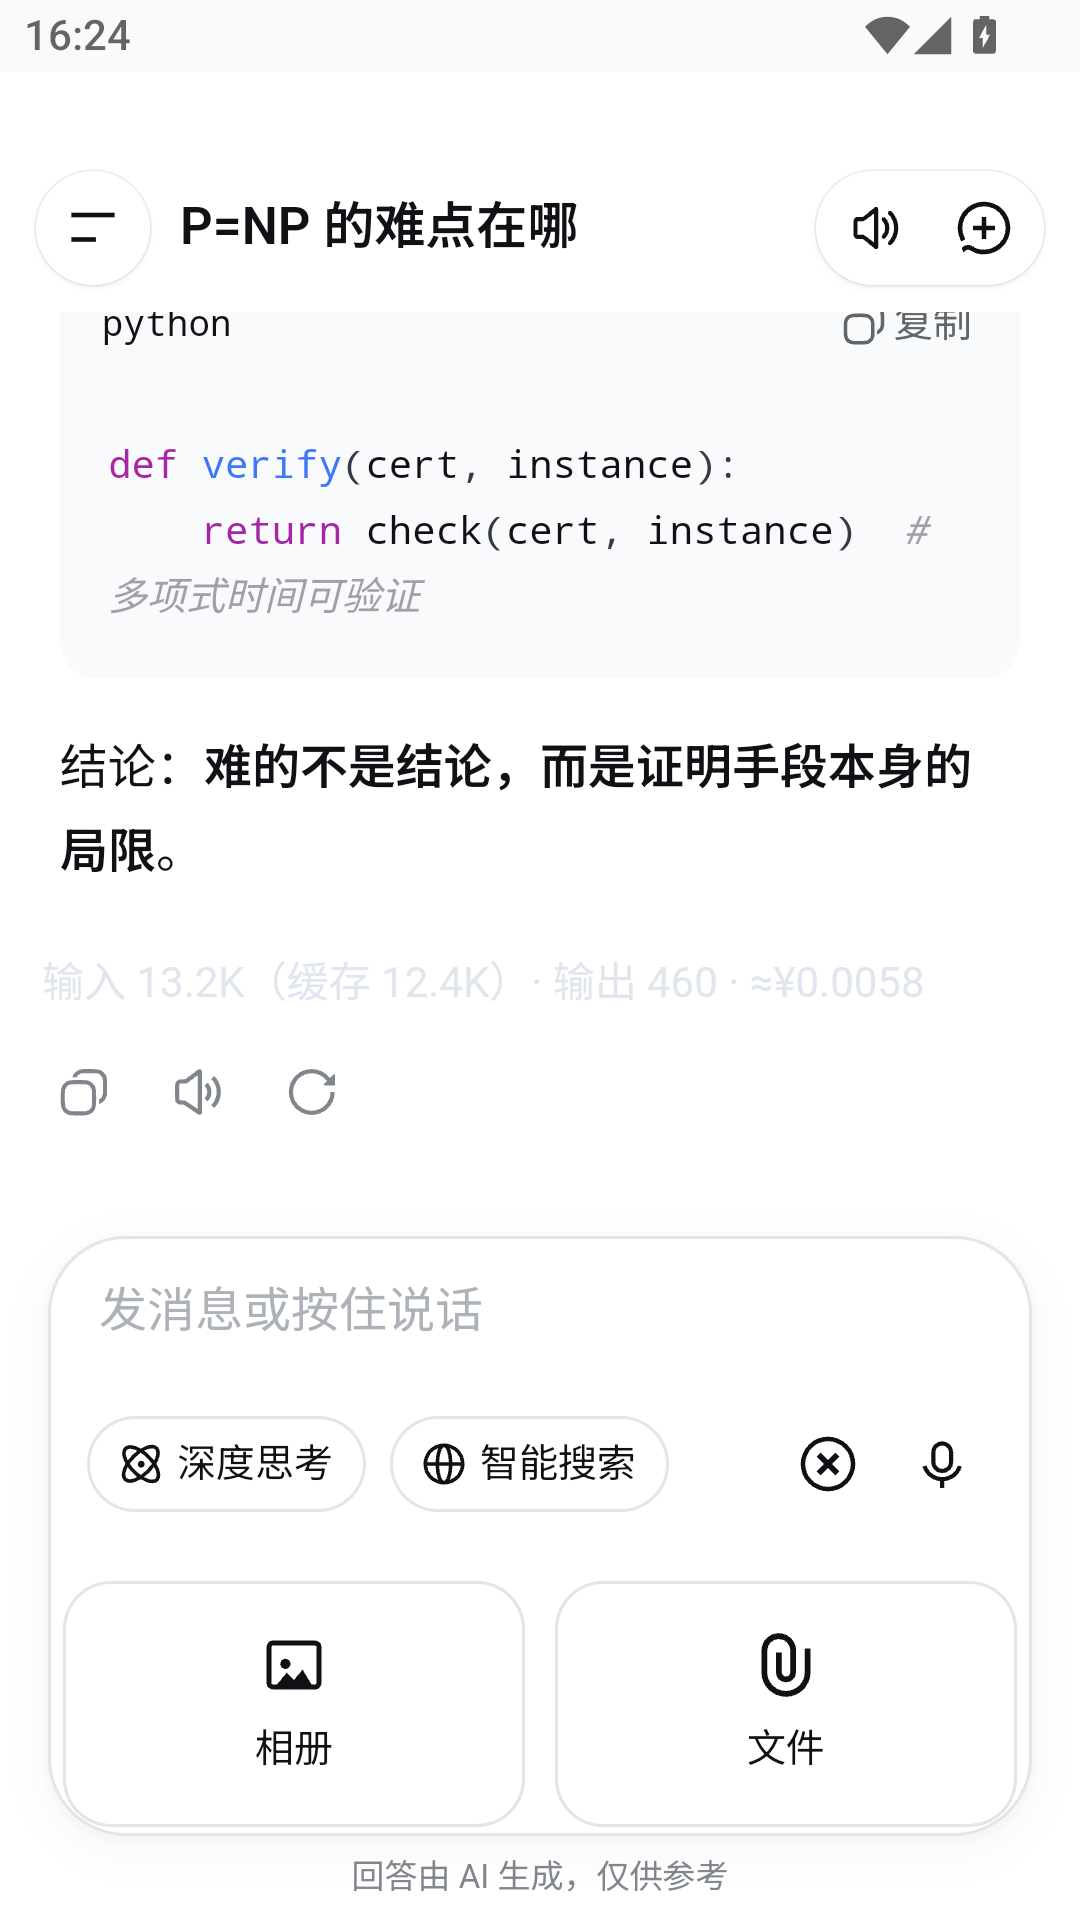 16:24
P=NP 的难点在哪
python
复制
def verify(cert, instance):
    return check(cert, instance)  #
多项式时间可验证
结论：难的不是结论，而是证明手段本身的
局限。
输入 13.2K（缓存 12.4K）· 输出 460 · ≈¥0.0058
发消息或按住说话
深度思考
智能搜索
相册
文件
回答由 AI 生成，仅供参考